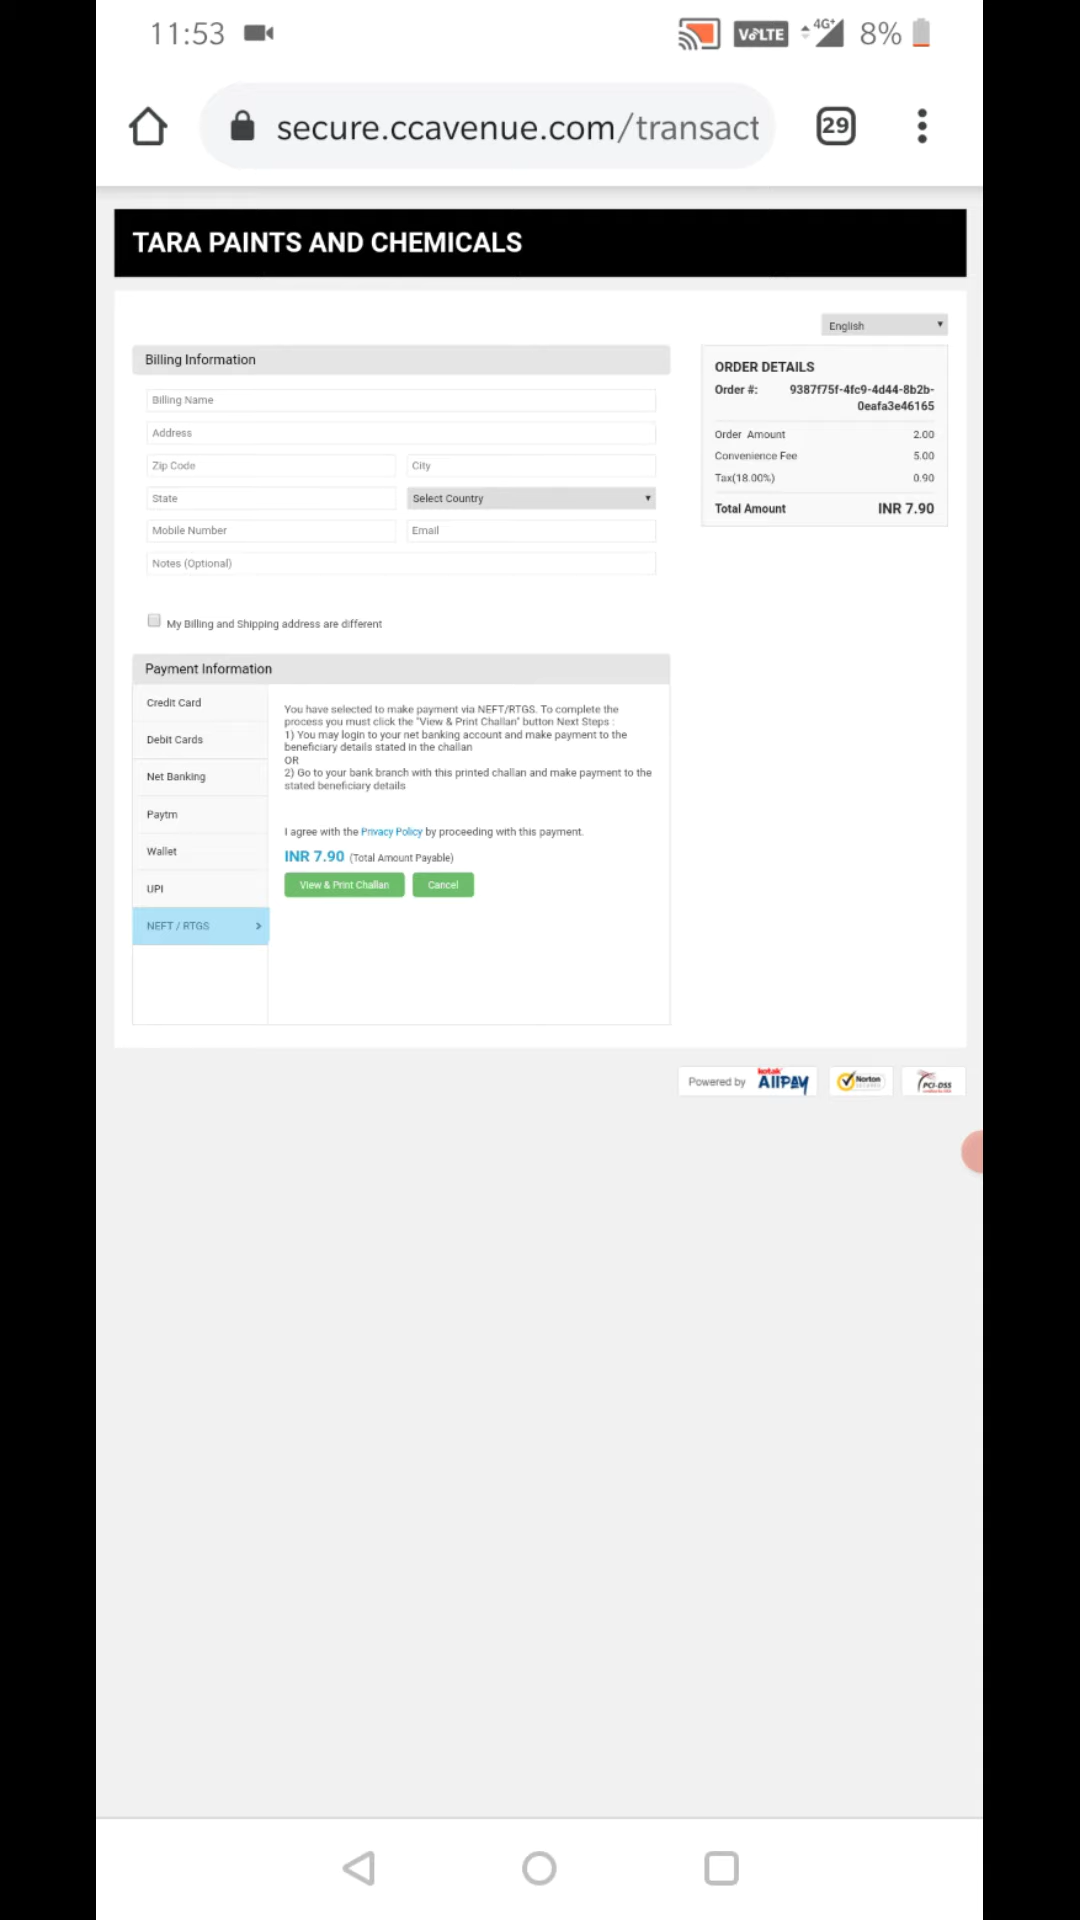 11:53
VoLTE 4G+ 8%
secure.ccavenue.com/transact
29
TARA PAINTS AND CHEMICALS
English
Billing Information
Billing Name
Address
Zip Code City
State Select Country
Mobile Number Email
Notes (Optional)
My Billing and Shipping address are different
ORDER DETAILS
Order #: 9387f75f-4fc9-4d44-8b2b-
0eafa3e46165
Order Amount 2.00
Convenience Fee 5.00
Tax(18.00%) 0.90
Total Amount INR 7.90
Payment Information
Credit Card
Debit Cards
Net Banking
Paytm
Wallet
UPI
NEFT / RTGS
You have selected to make payment via NEFT/RTGS. To complete the
process you must click the "View & Print Challan" button Next Steps :
1) You may login to your net banking account and make payment to the
beneficiary details stated in the challan
OR
2) Go to your bank branch with this printed challan and make payment to the
stated beneficiary details
I agree with the Privacy Policy by proceeding with this payment.
INR 7.90 (Total Amount Payable)
View & Print Challan Cancel
Powered by kotak AllPAY Norton PCI-DSS